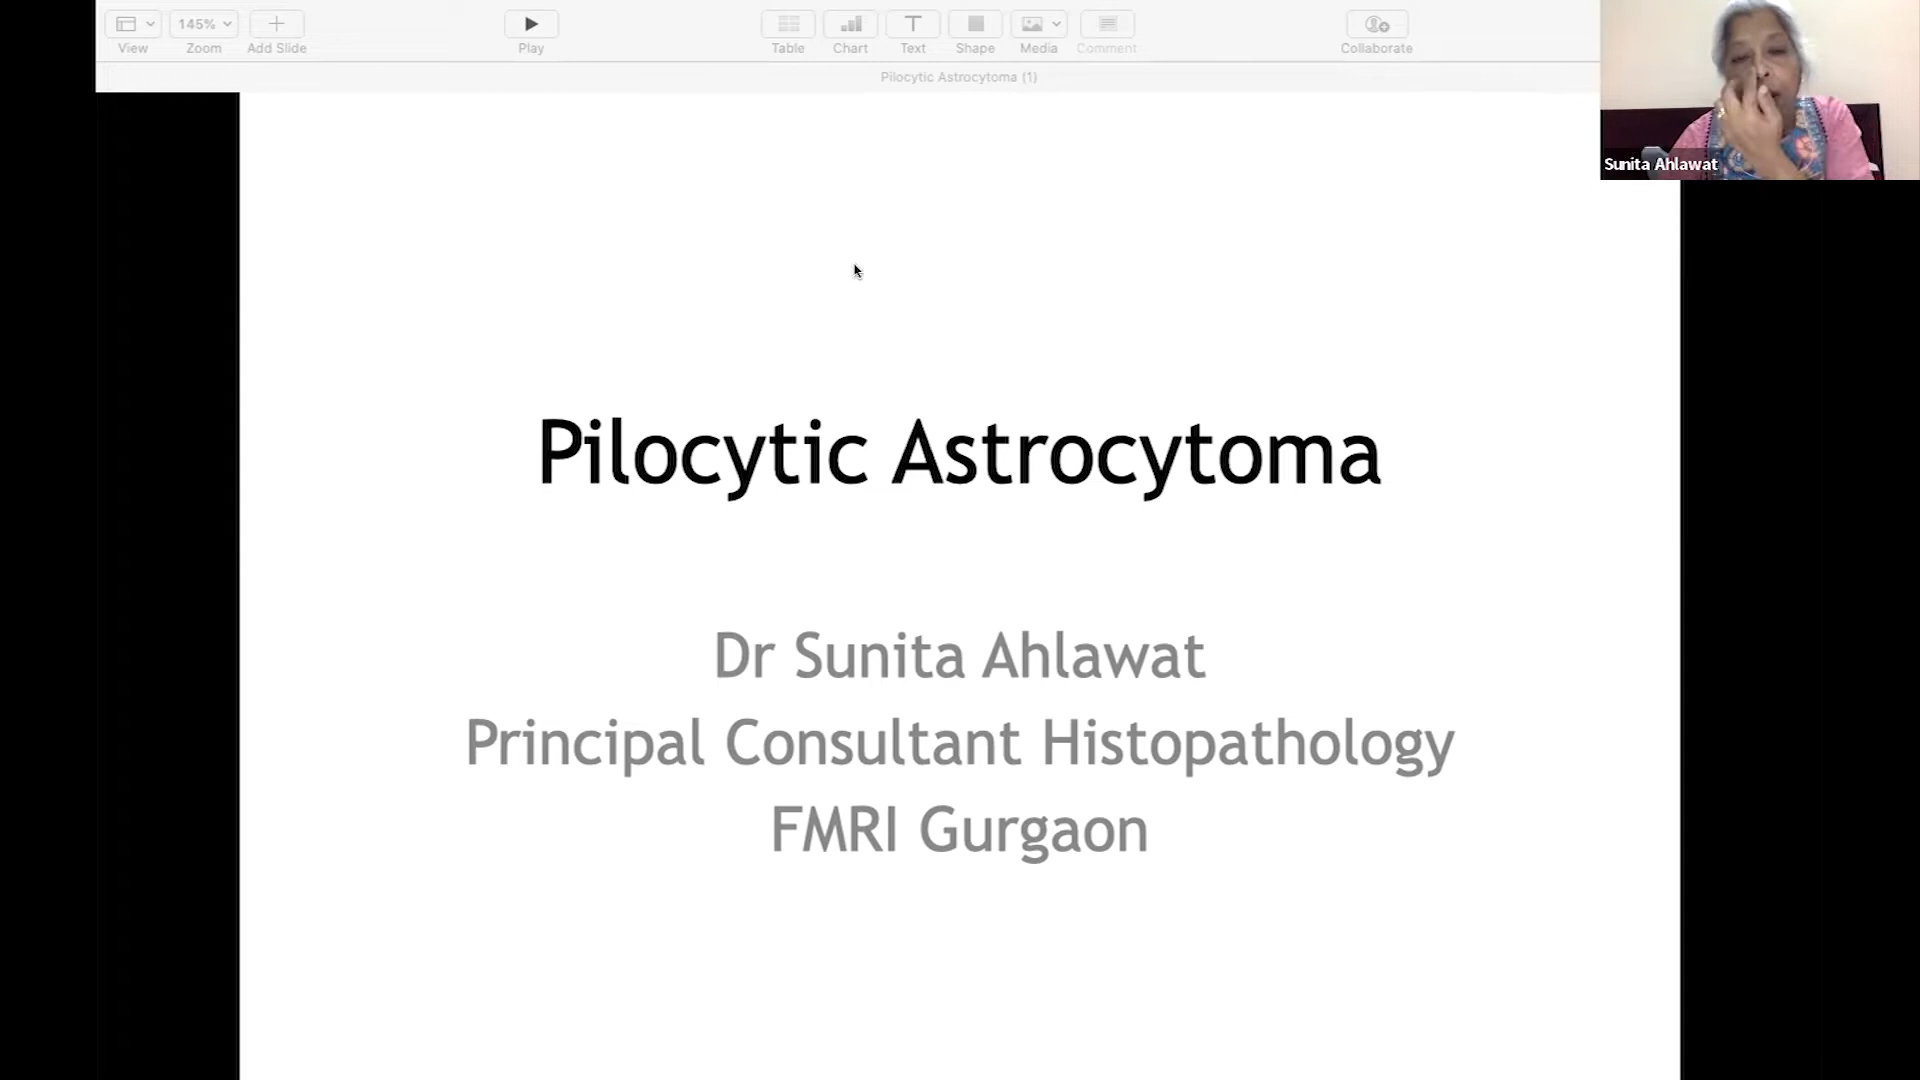 145%
View
Zoom
Add Slide
Play
Table
Chart
Text
Shape
Media
Comment
Collaborate
Pilocytic Astrocytoma (1)
Sunita Ahlawat
Pilocytic Astrocytoma
Dr Sunita Ahlawat
Principal Consultant Histopathology
FMRI Gurgaon